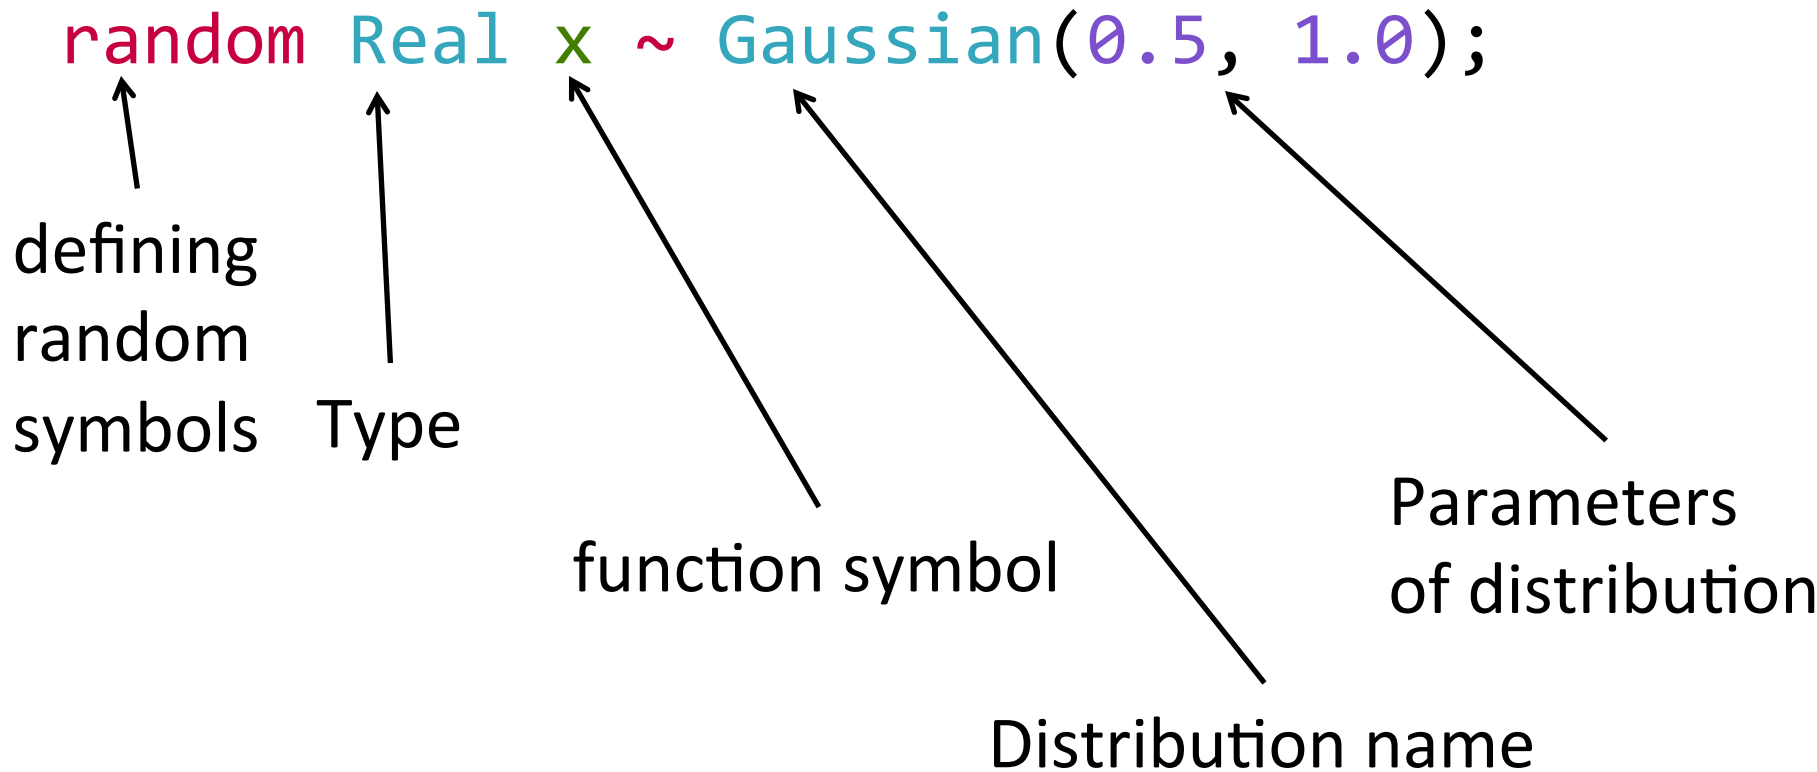 random Real x ~ Gaussian(0.5, 1.0);
defining
random
symbols
Type
function symbol
Parameters
of distribution
Distribution name